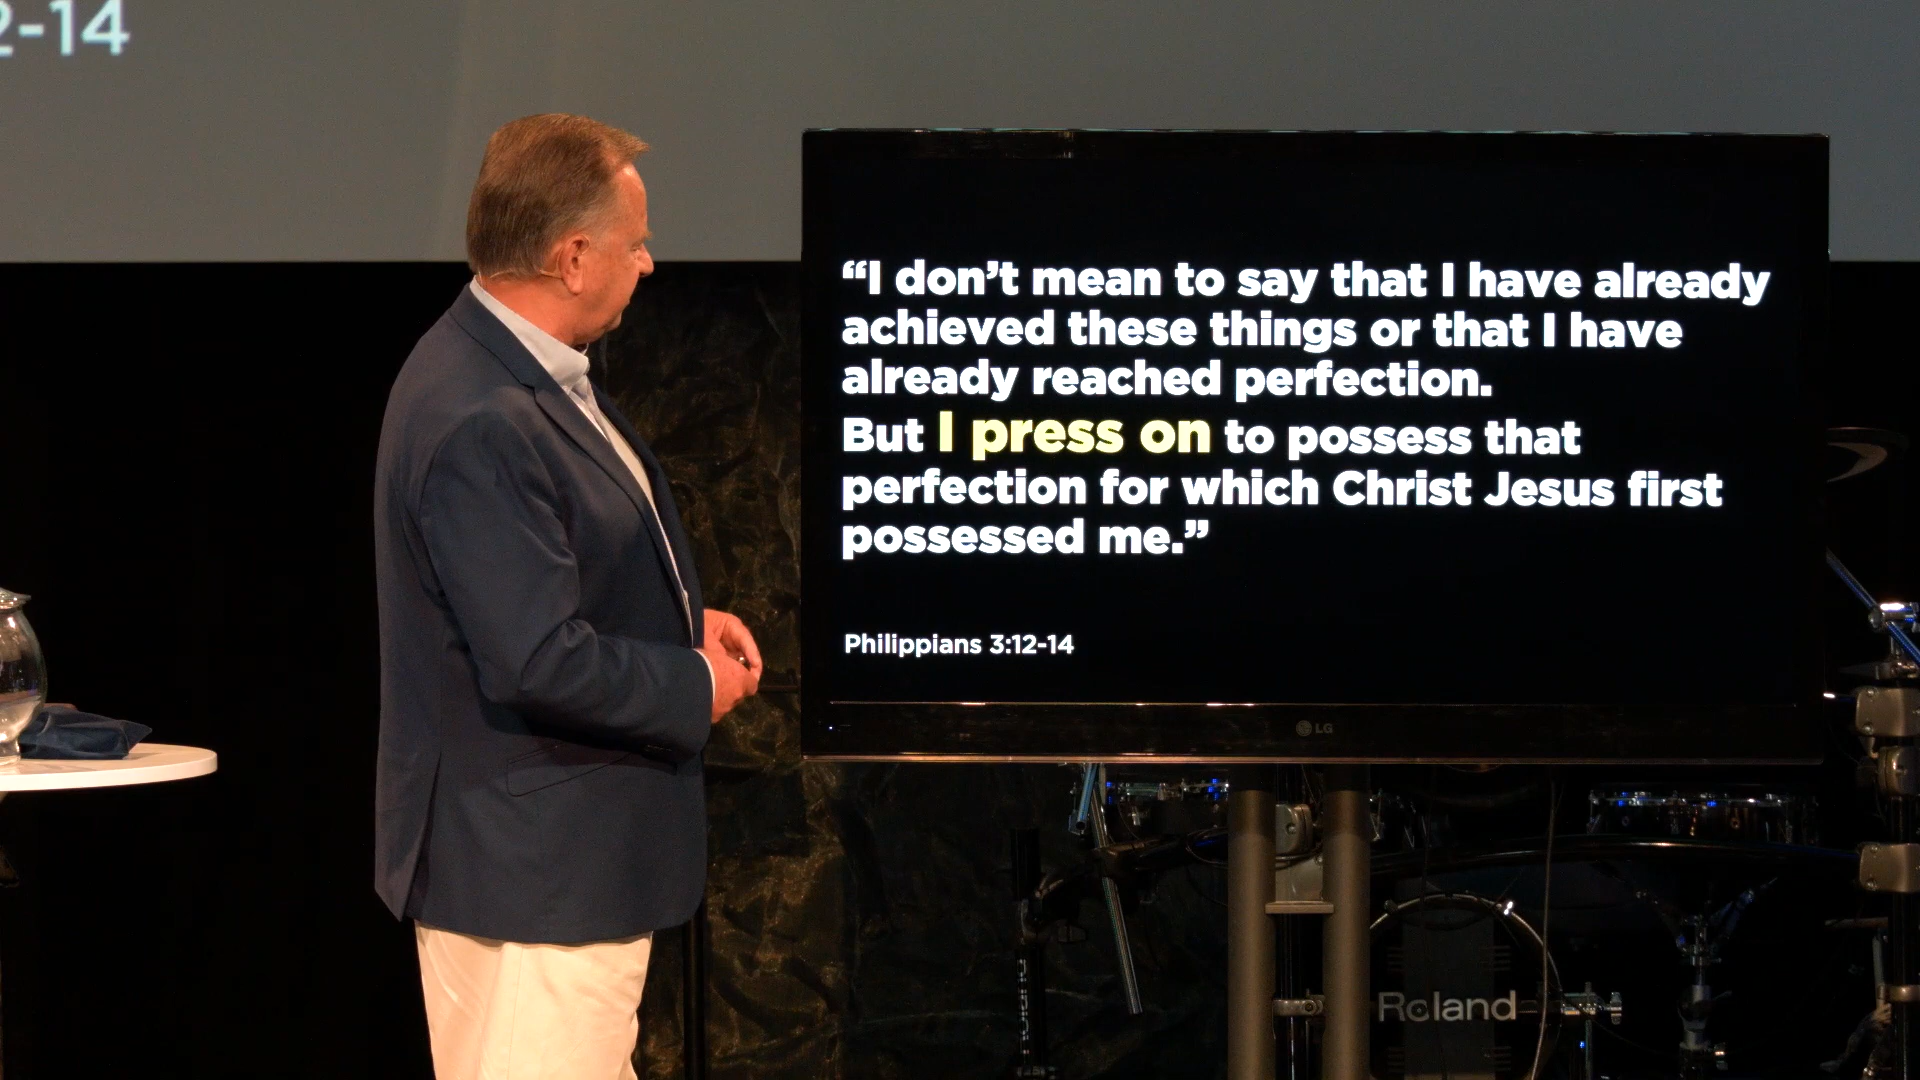 2-14
“I don’t mean to say that I have already
achieved these things or that I have
already reached perfection.
But I press on to possess that
perfection for which Christ Jesus first
possessed me.”
Philippians 3:12-14
LG
Roland
Roland